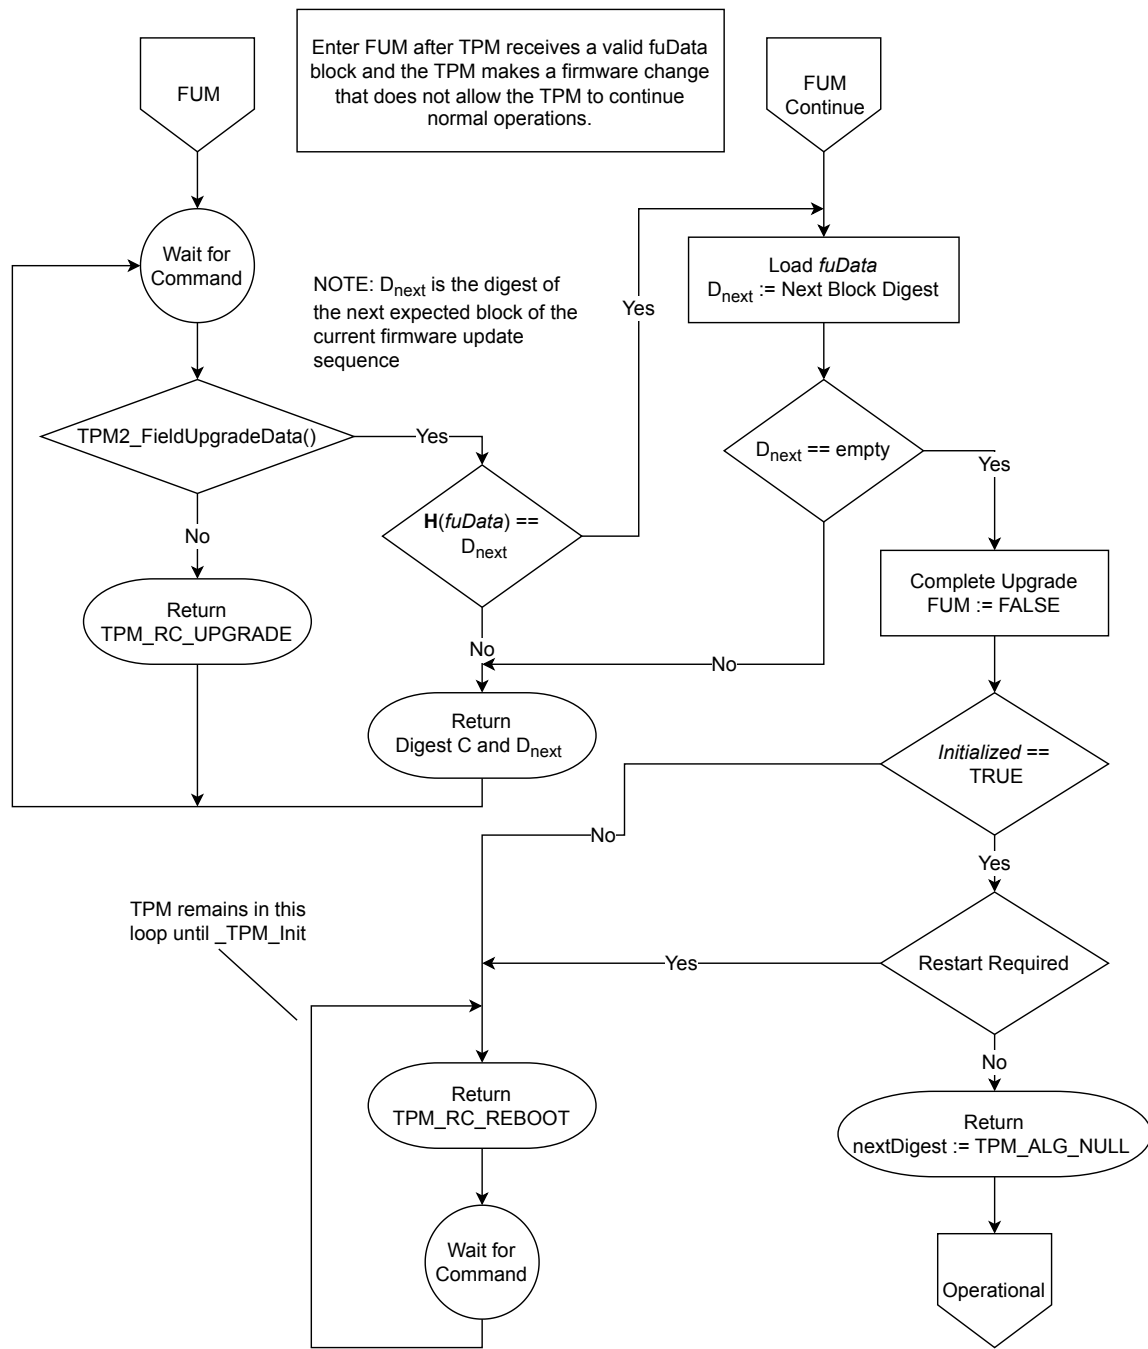 FUM
Enter FUM after TPM receives a valid fuData
block and the TPM makes a firmware change
that does not allow the TPM to continue
normal operations.
FUM
Continue
Wait for
Command
NOTE: Dnext is the digest of
the next expected block of the
current firmware update
sequence
Yes
Load fuData
Dnext := Next Block Digest
TPM2_FieldUpgradeData()
Yes
Dnext == empty
Yes
H(fuData) ==
Dnext
No
Return
TPM_RC_UPGRADE
Complete Upgrade
FUM := FALSE
No
No
Return
Digest C and Dnext
Initialized ==
TRUE
No
Yes
TPM remains in this
loop until _TPM_Init
Yes
Restart Required
No
Return
TPM_RC_REBOOT
Return
nextDigest := TPM_ALG_NULL
Wait for
Command
Operational